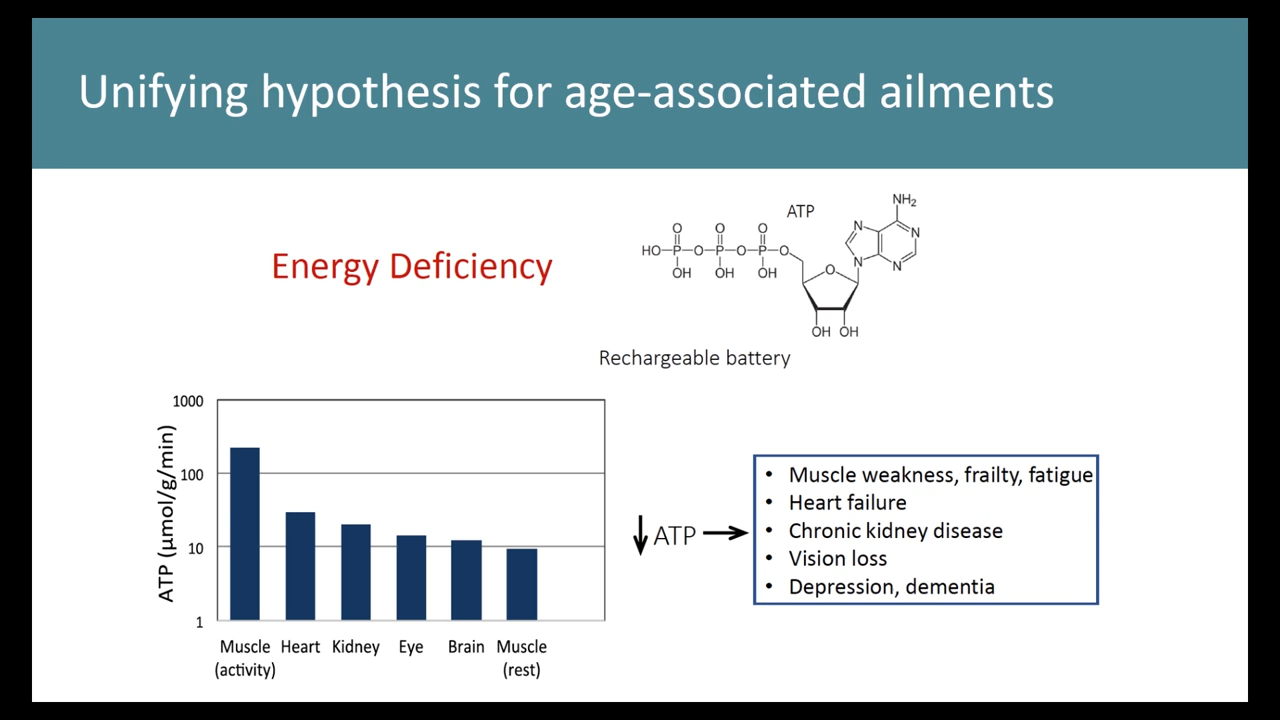 Unifying hypothesis for age-associated ailments
Energy Deficiency
ATP
NH₂
O O O
HO P O P O P O
OH OH OH
O
N N
N N
OH OH
Rechargeable battery
ATP (µmol/g/min)
1000
100
10
1
Muscle (activity)
Heart
Kidney
Eye
Brain
Muscle (rest)
↓ ATP →
• Muscle weakness, frailty, fatigue
• Heart failure
• Chronic kidney disease
• Vision loss
• Depression, dementia